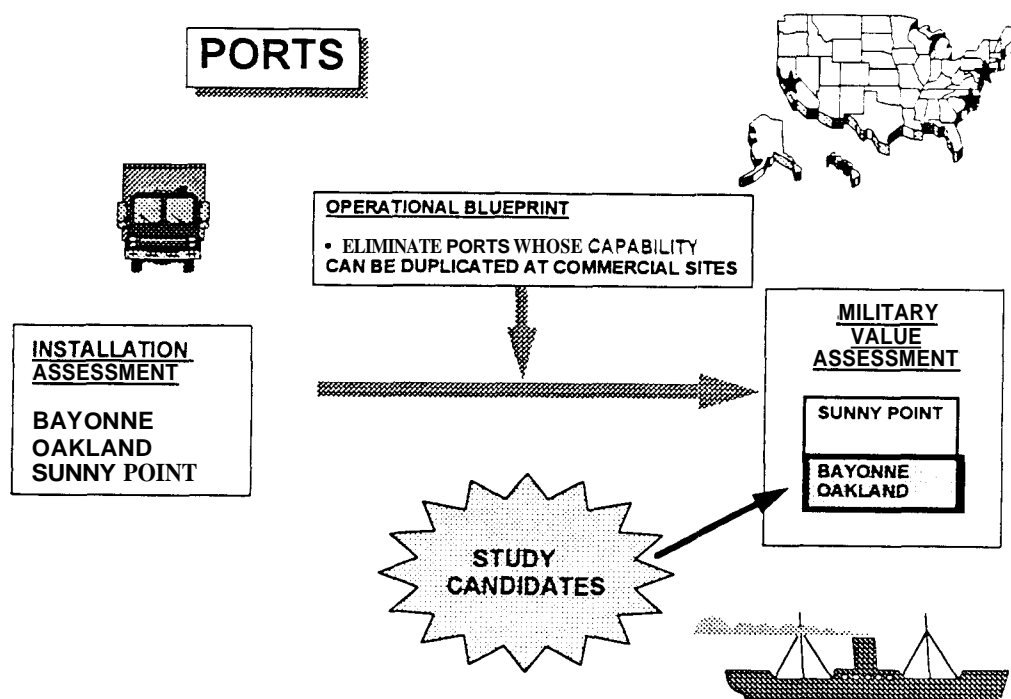 PORTS
OPERATIONAL BLUEPRINT
• ELIMINATE PORTS WHOSE CAPABILITY
CAN BE DUPLICATED AT COMMERCIAL SITES
INSTALLATION
ASSESSMENT
BAYONNE
OAKLAND
SUNNY POINT
MILITARY
VALUE
ASSESSMENT
SUNNY POINT
BAYONNE
OAKLAND
STUDY
CANDIDATES